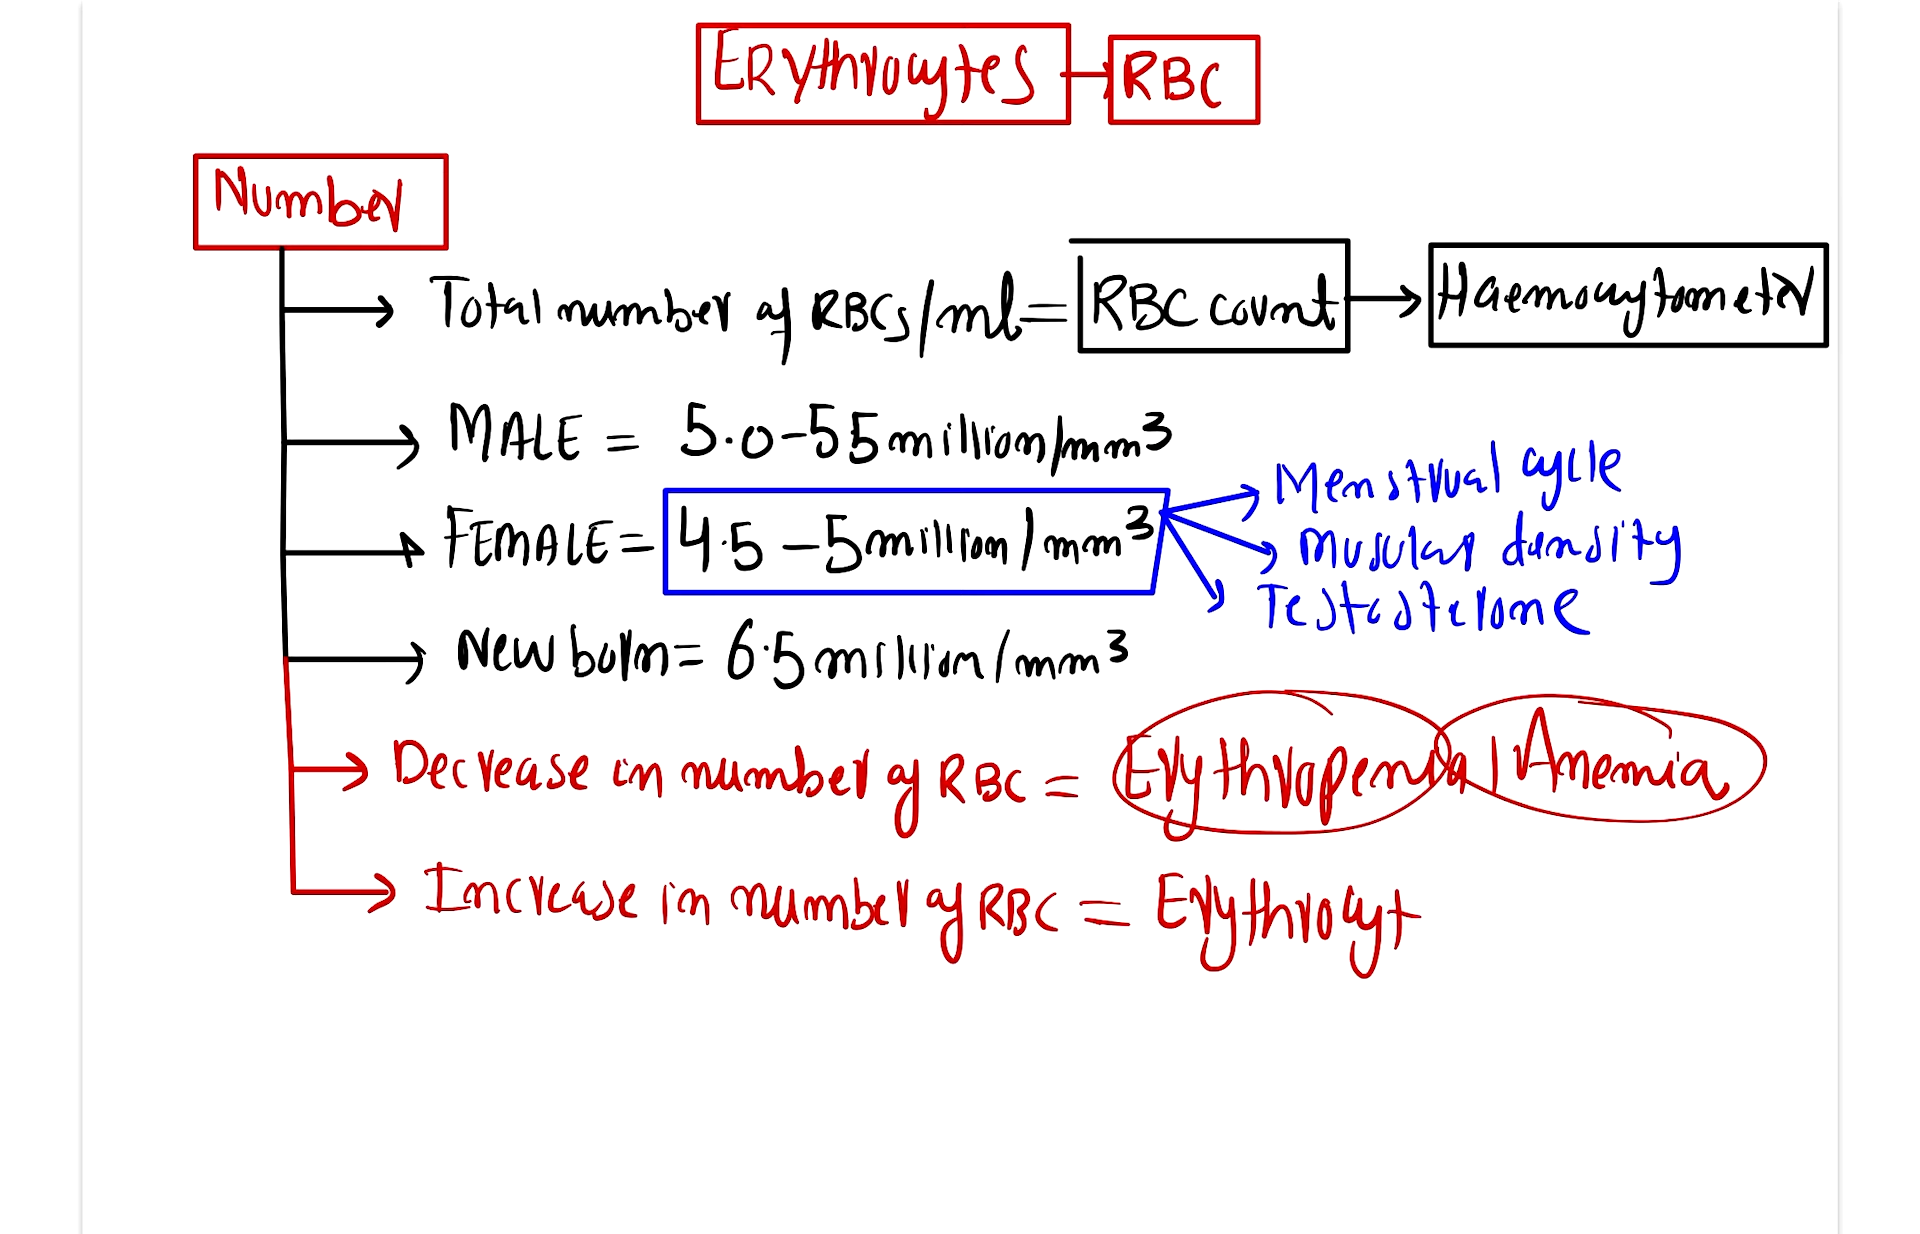 ERythrocytes → RBC
Number
Total number of RBCs/ml = RBC count → Haemocytometer
MALE = 5.0-55 million/mm³
FEMALE = 4.5 - 5 million/mm³
Menstrual cycle
Muscular density
Testosterone
New born = 6.5 million/mm³
Decrease in number of RBC = Erythropenia / Anemia
Increase in number of RBC = Erythrocyt